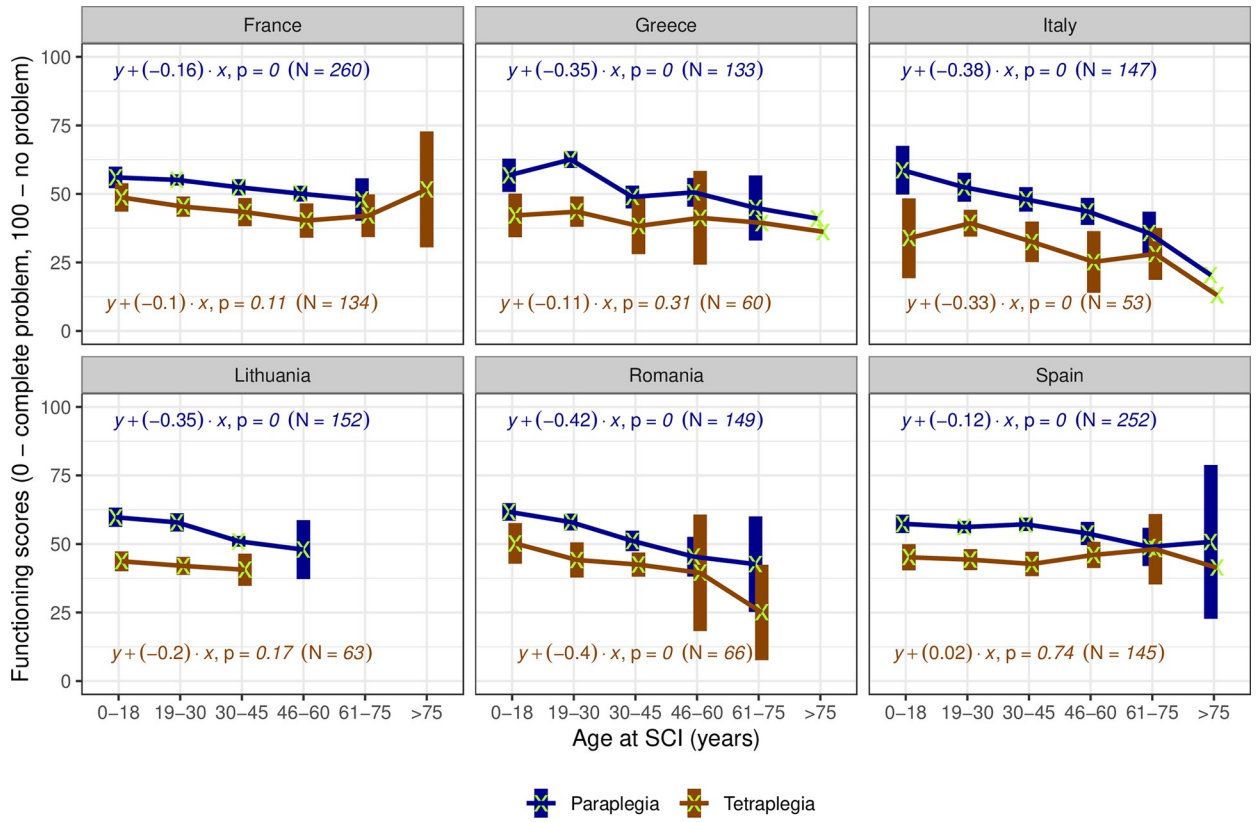 France
Greece
Italy
Functioning scores (0 – complete problem, 100 – no problem)
100
75
50
25
0
y+(−0.16)· x, p = 0 (N = 260)
y+(−0.1)· x, p = 0.11 (N = 134)
y+(−0.35)· x, p = 0 (N = 133)
y+(−0.11)· x, p = 0.31 (N = 60)
y+(−0.38)· x, p = 0 (N = 147)
y+(−0.33)· x, p = 0 (N = 53)
Lithuania
Romania
Spain
100
75
50
25
0
y+(−0.35)· x, p = 0 (N = 152)
y+(−0.2)· x, p = 0.17 (N = 63)
y+(−0.42)· x, p = 0 (N = 149)
y+(−0.4)· x, p = 0 (N = 66)
y+(−0.12)· x, p = 0 (N = 252)
y+(0.02)· x, p = 0.74 (N = 145)
0–18 19–30 30–45 46–60 61–75 >75
0–18 19–30 30–45 46–60 61–75 >75
0–18 19–30 30–45 46–60 61–75 >75
Age at SCI (years)
Paraplegia
Tetraplegia